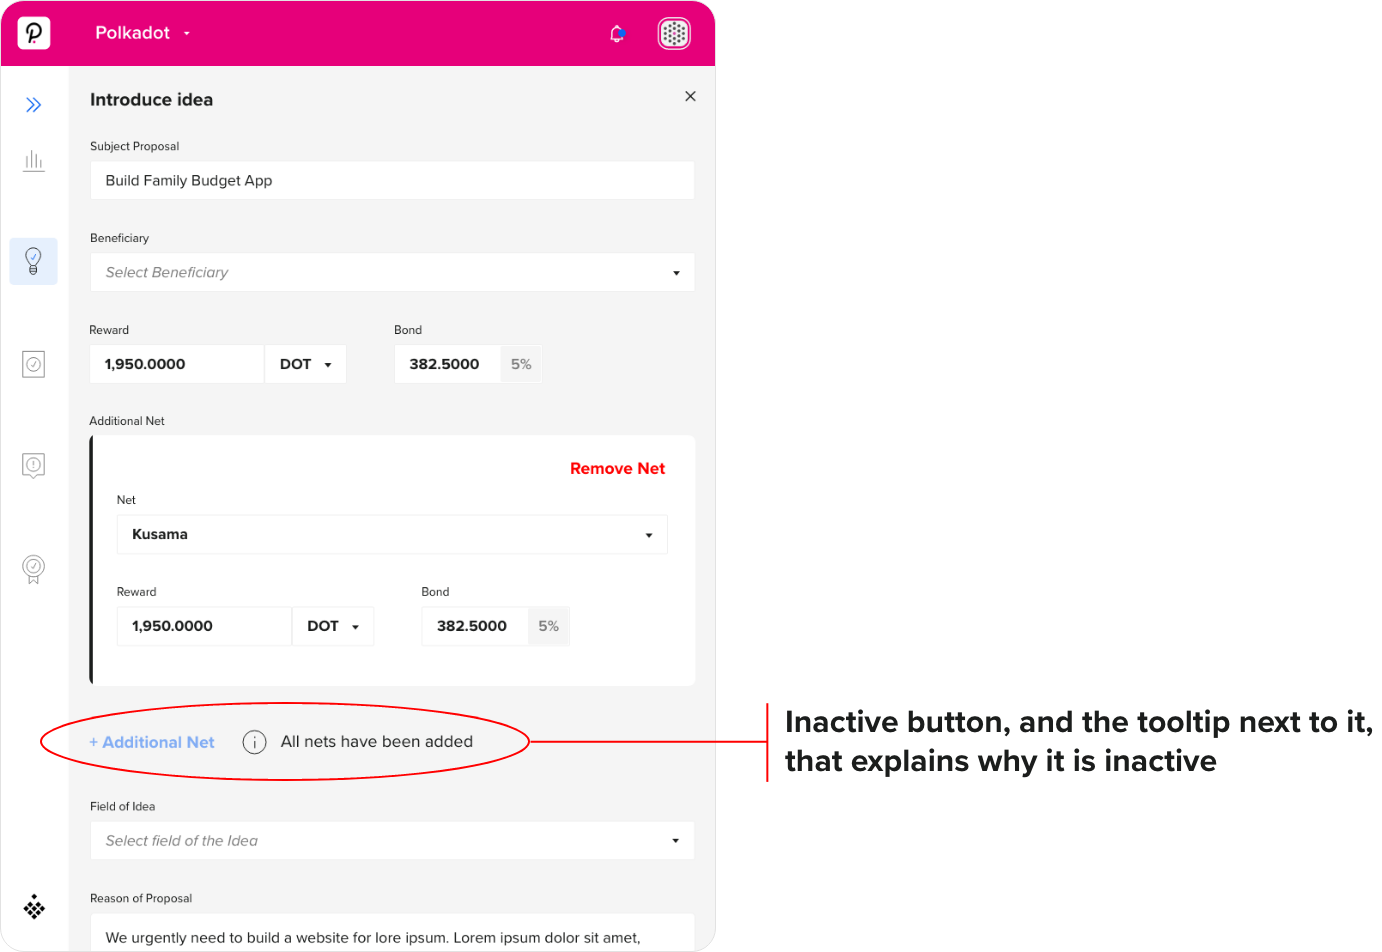 Polkadot
Introduce idea
Subject Proposal
Build Family Budget App
Beneficiary
Select Beneficiary
Reward
Bond
1,950.0000
DOT
382.5000
5%
Additional Net
Remove Net
Net
Kusama
Reward
Bond
1,950.0000
DOT
382.5000
5%
+ Additional Net
All nets have been added
Inactive button, and the tooltip next to it,
that explains why it is inactive
Field of Idea
Select field of the Idea
Reason of Proposal
We urgently need to build a website for lore ipsum. Lorem ipsum dolor sit amet,